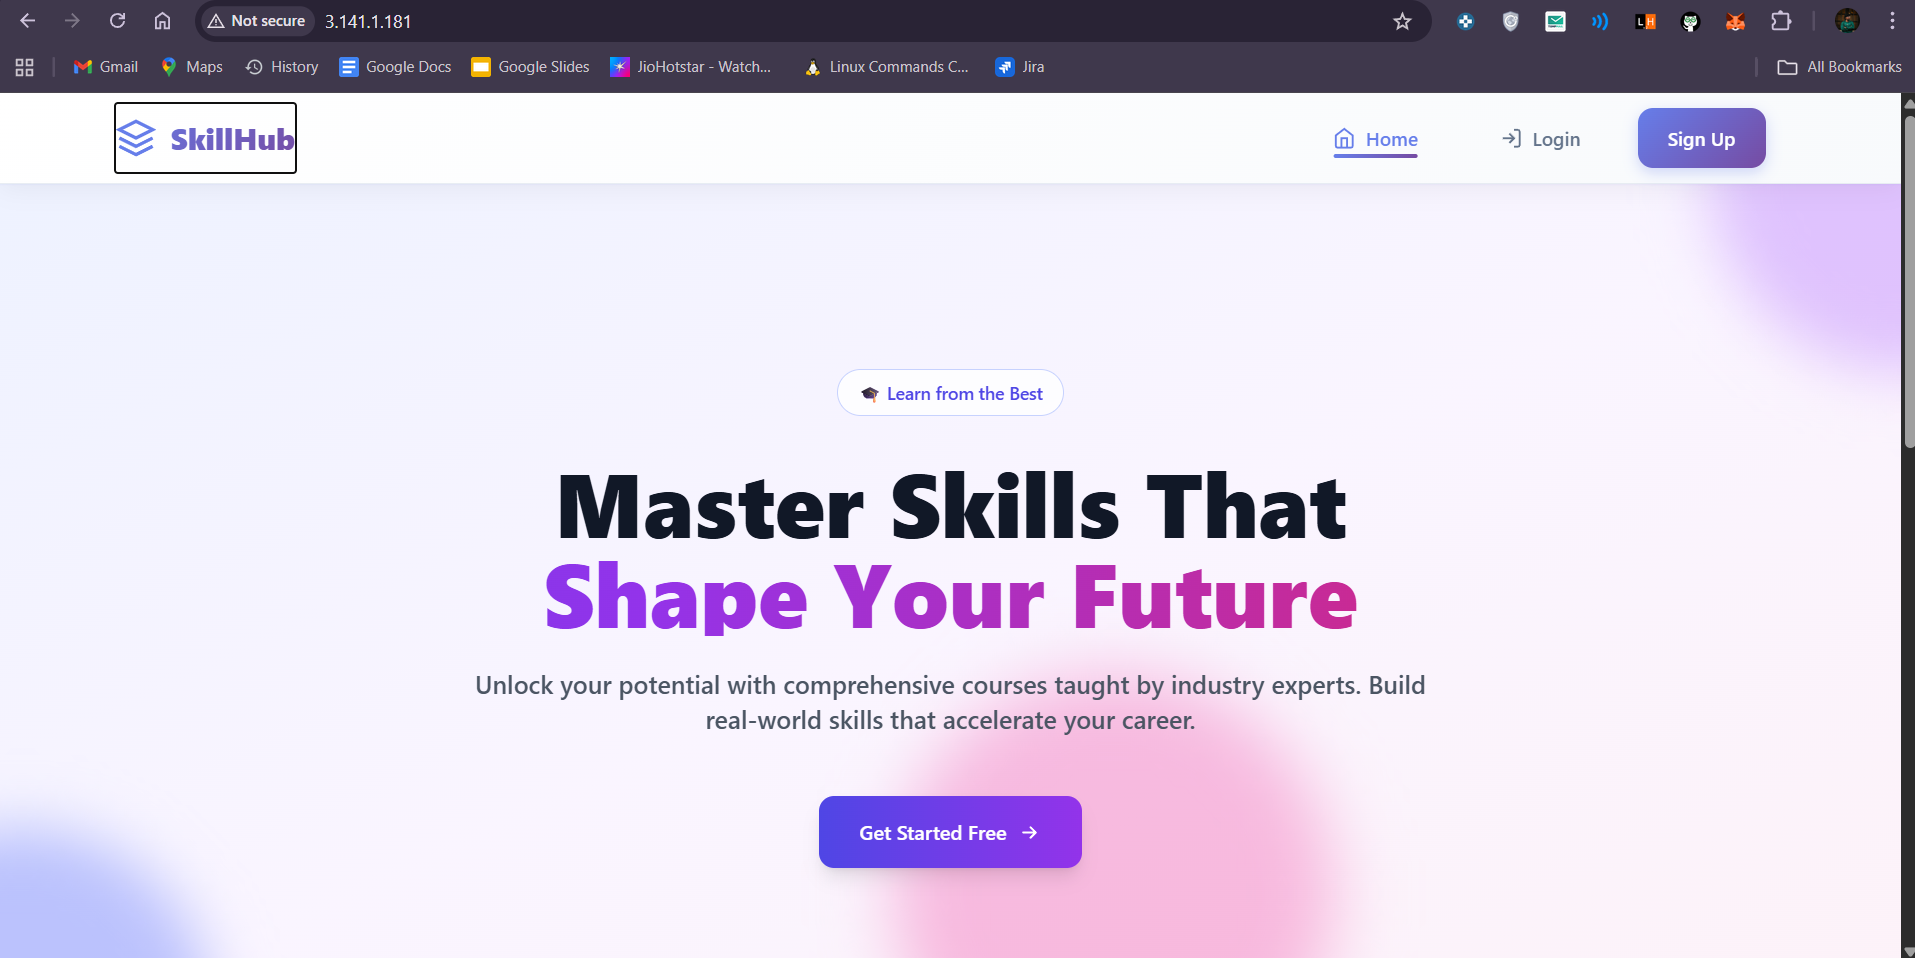 Not secure
3.141.1.181
Gmail
Maps
History
Google Docs
Google Slides
JioHotstar - Watch...
Linux Commands C...
Jira
All Bookmarks
SkillHub
Home
Login
Sign Up
Learn from the Best
Master Skills That
Shape Your Future
Unlock your potential with comprehensive courses taught by industry experts. Build
real-world skills that accelerate your career.
Get Started Free